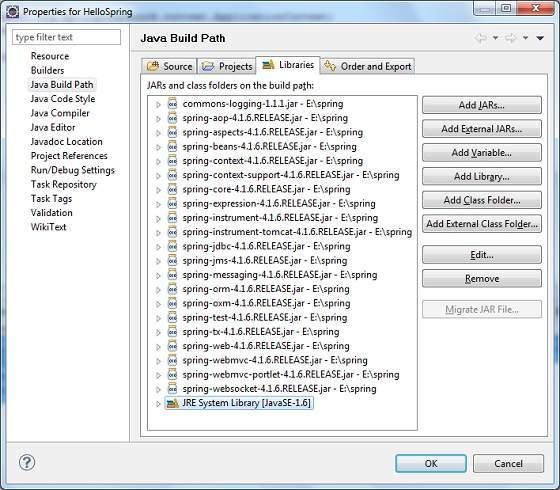 Properties for HelloSpring
type filter text
Resource
Builders
Java Build Path
Java Code Style
Java Compiler
Java Editor
Javadoc Location
Project References
Run/Debug Settings
Task Repository
Task Tags
Validation
WikiText
Java Build Path
Source
Projects
Libraries
Order and Export
JARs and class folders on the build path:
commons-logging-1.1.1.jar - E:\spring
spring-aop-4.1.6.RELEASE.jar - E:\spring
spring-aspects-4.1.6.RELEASE.jar - E:\spring
spring-beans-4.1.6.RELEASE.jar - E:\spring
spring-context-4.1.6.RELEASE.jar - E:\spring
spring-context-support-4.1.6.RELEASE.jar - E:\spring
spring-core-4.1.6.RELEASE.jar - E:\spring
spring-expression-4.1.6.RELEASE.jar - E:\spring
spring-instrument-4.1.6.RELEASE.jar - E:\spring
spring-instrument-tomcat-4.1.6.RELEASE.jar - E:\spring
spring-jdbc-4.1.6.RELEASE.jar - E:\spring
spring-jms-4.1.6.RELEASE.jar - E:\spring
spring-messaging-4.1.6.RELEASE.jar - E:\spring
spring-orm-4.1.6.RELEASE.jar - E:\spring
spring-oxm-4.1.6.RELEASE.jar - E:\spring
spring-test-4.1.6.RELEASE.jar - E:\spring
spring-tx-4.1.6.RELEASE.jar - E:\spring
spring-web-4.1.6.RELEASE.jar - E:\spring
spring-webmvc-4.1.6.RELEASE.jar - E:\spring
spring-webmvc-portlet-4.1.6.RELEASE.jar - E:\spring
spring-websocket-4.1.6.RELEASE.jar - E:\spring
JRE System Library [JavaSE-1.6]
Add JARs...
Add External JARs...
Add Variable...
Add Library...
Add Class Folder...
Add External Class Folder...
Edit...
Remove
Migrate JAR File...
OK
Cancel